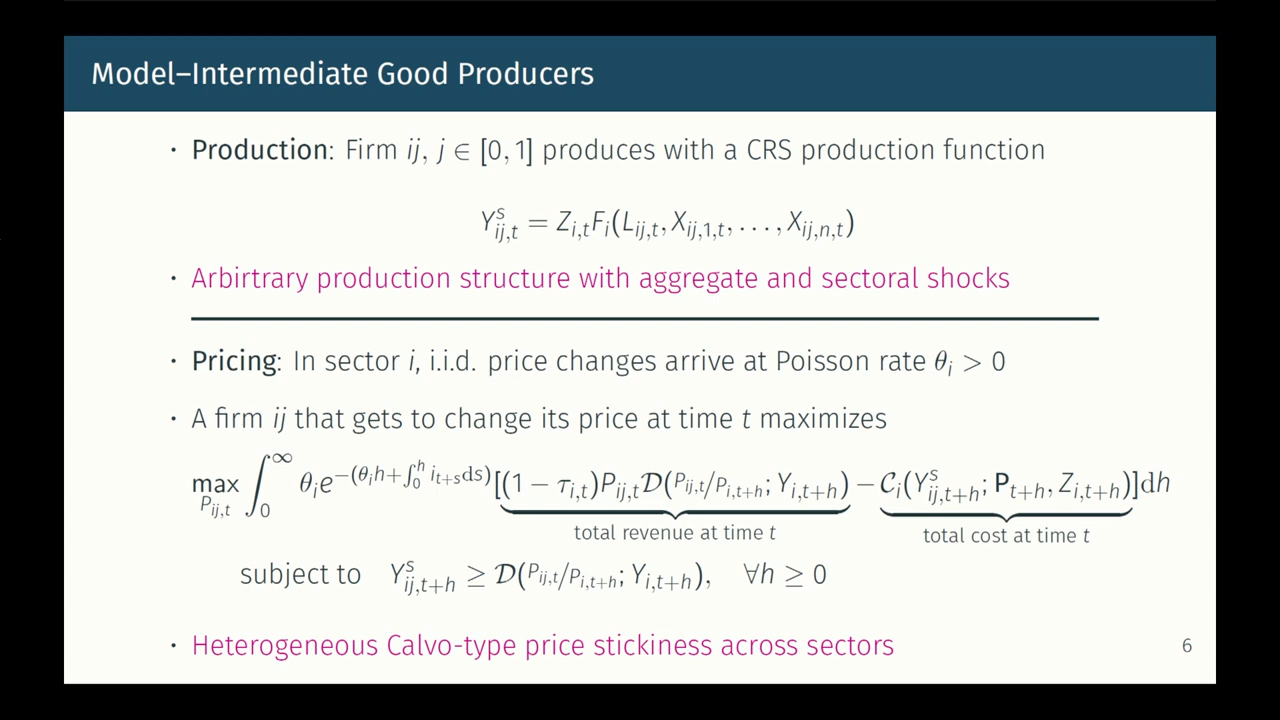 Model–Intermediate Good Producers
· Production: Firm ij, j ∈ [0, 1] produces with a CRS production function
Y^s_{ij,t} = Z_{i,t}F_i(L_{ij,t}, X_{ij,1,t}, . . . , X_{ij,n,t})
· Arbirtrary production structure with aggregate and sectoral shocks
· Pricing: In sector i, i.i.d. price changes arrive at Poisson rate θ_i > 0
· A firm ij that gets to change its price at time t maximizes
max_{P_{ij,t}} ∫_0^∞ θ_i e^{−(θ_i h+∫_0^h i_{t+s}ds)}[(1 − τ_{i,t})P_{ij,t}𝒟(P_{ij,t}/P_{i,t+h}; Y_{i,t+h}) − 𝒞_i(Y^s_{ij,t+h}; P_{t+h}, Z_{i,t+h})]dh
total revenue at time t total cost at time t
subject to Y^s_{ij,t+h} ≥ 𝒟(P_{ij,t}/P_{i,t+h}; Y_{i,t+h}), ∀h ≥ 0
· Heterogeneous Calvo-type price stickiness across sectors
6